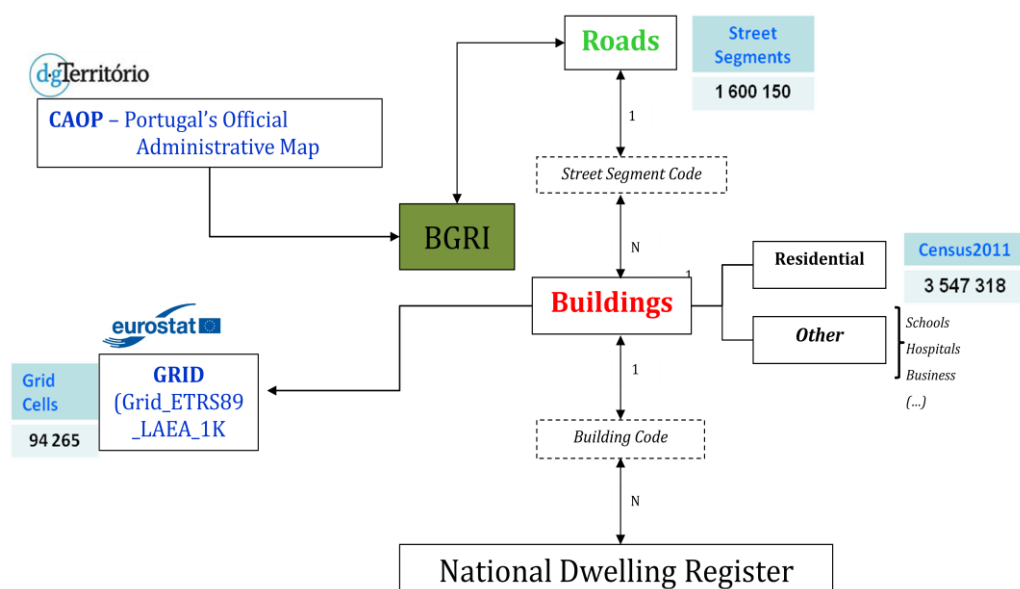 Roads
Street
Segments
1 600 150
dgTerritório
CAOP – Portugal's Official
Administrative Map
1
Street Segment Code
BGRI
N
1
Buildings
Residential
Census2011
3 547 318
Other
Schools
Hospitals
Business
(...)
eurostat
Grid
Cells
94 265
GRID
(Grid_ETRS89
_LAEA_1K
1
Building Code
N
National Dwelling Register